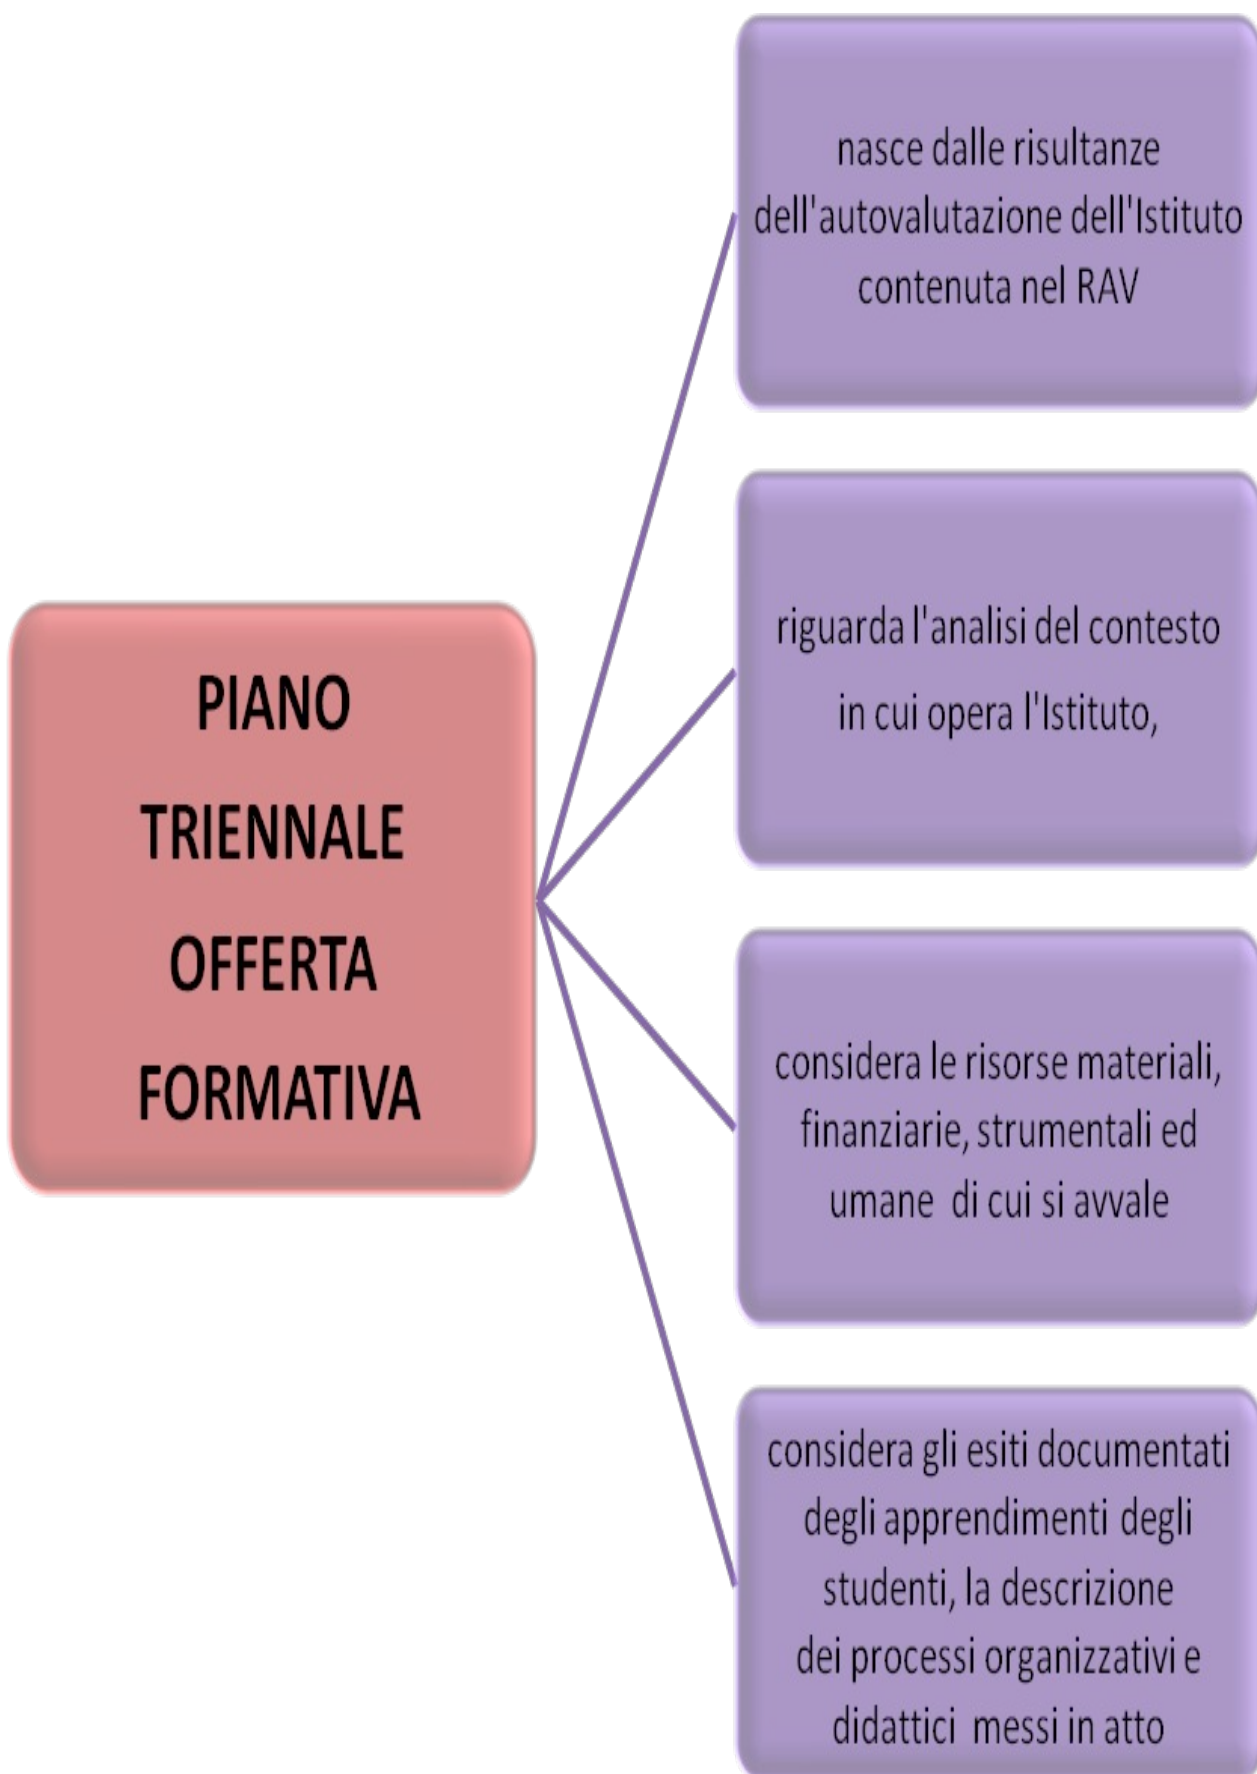 PIANO
TRIENNALE
OFFERTA
FORMATIVA
nasce dalle risultanze
dell'autovalutazione dell'Istituto
contenuta nel RAV
riguarda l'analisi del contesto
in cui opera l'Istituto,
considera le risorse materiali,
finanziarie, strumentali ed
umane di cui si avvale
considera gli esiti documentati
degli apprendimenti degli
studenti, la descrizione
dei processi organizzativi e
didattici messi in atto